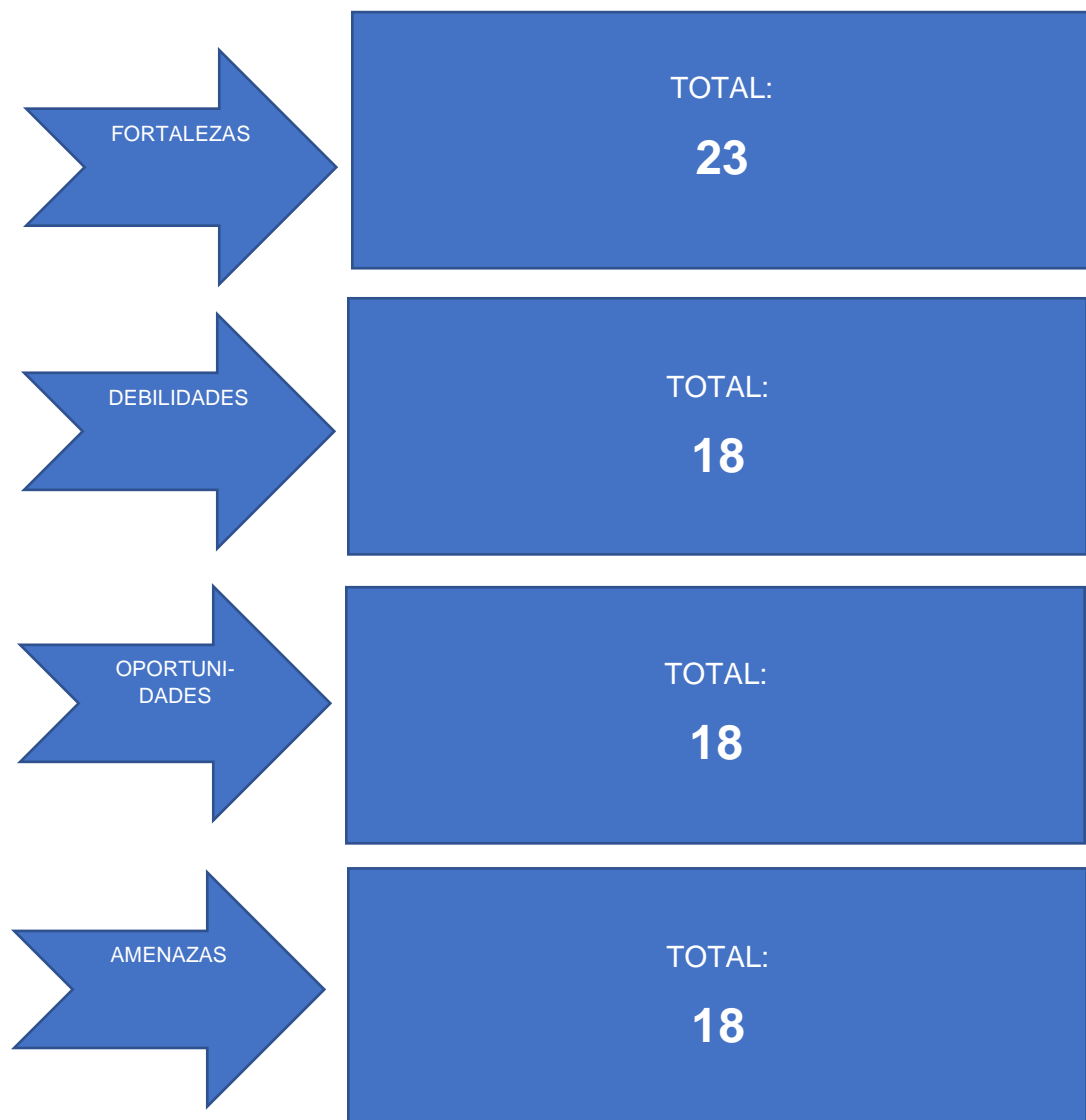 FORTALEZAS
TOTAL:
23
DEBILIDADES
TOTAL:
18
OPORTUNI-
DADES
TOTAL:
18
AMENAZAS
TOTAL:
18